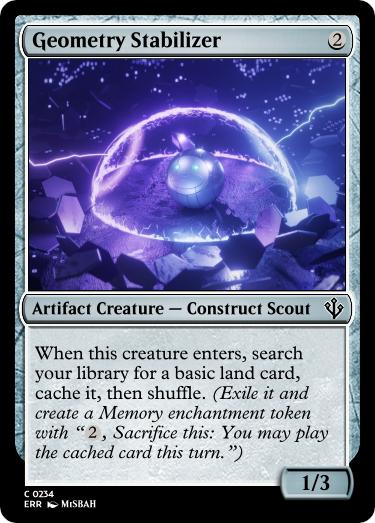 Geometry Stabilizer 2
Artifact Creature — Construct Scout
When this creature enters, search
your library for a basic land card,
cache it, then shuffle. (Exile it and
create a Memory enchantment token
with “2, Sacrifice this: You may play
the cached card this turn.”)
1/3
C 0234
ERR MISBAH